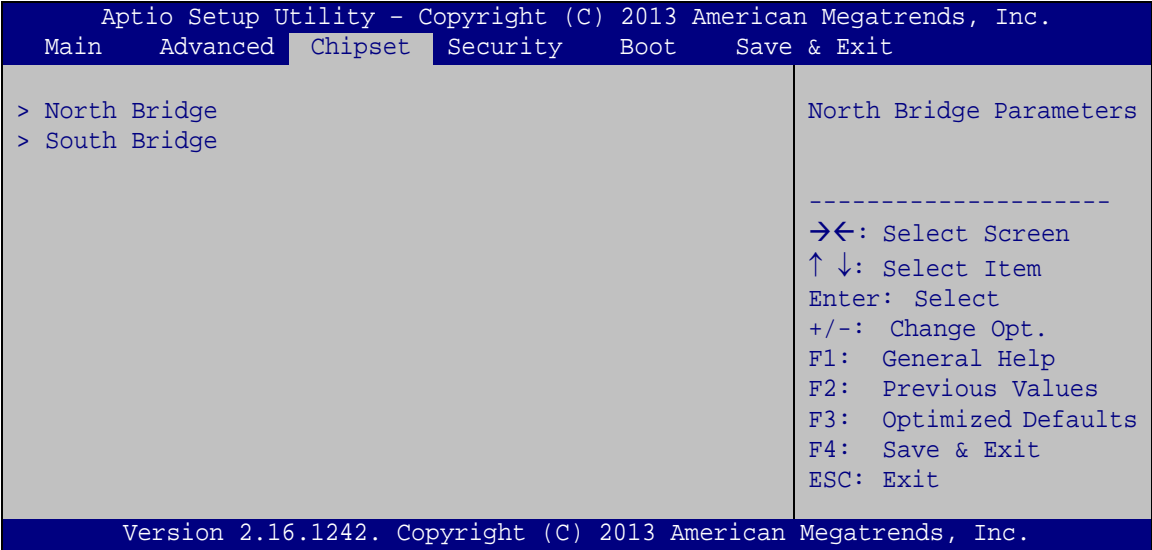 Aptio Setup Utility – Copyright (C) 2013 American Megatrends, Inc.
Main Advanced Chipset Security Boot Save & Exit
> North Bridge
> South Bridge
North Bridge Parameters
---------------------
→←: Select Screen
↑ ↓: Select Item
Enter: Select
+/-: Change Opt.
F1: General Help
F2: Previous Values
F3: Optimized Defaults
F4: Save & Exit
ESC: Exit
Version 2.16.1242. Copyright (C) 2013 American Megatrends, Inc.